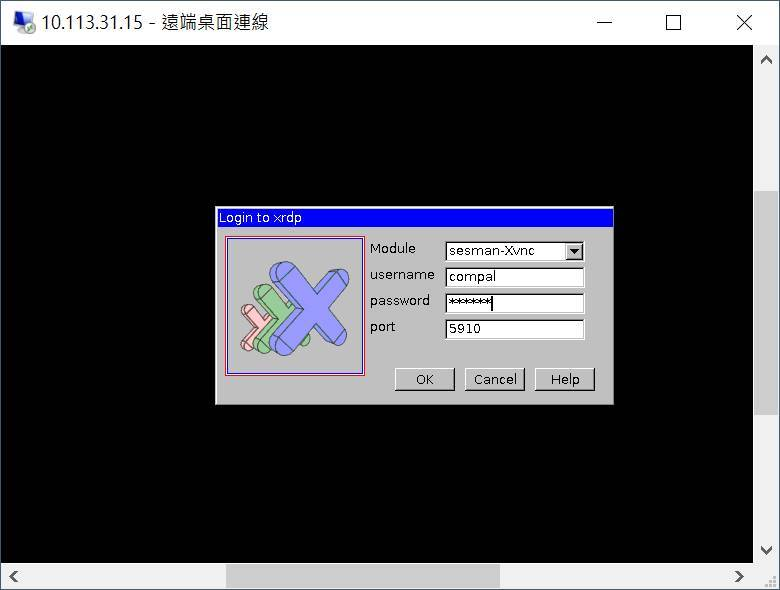 10.113.31.15 - 遠端桌面連線
Login to xrdp
Module sesman-Xvnc
username compal
password ******
port 5910
OK Cancel Help